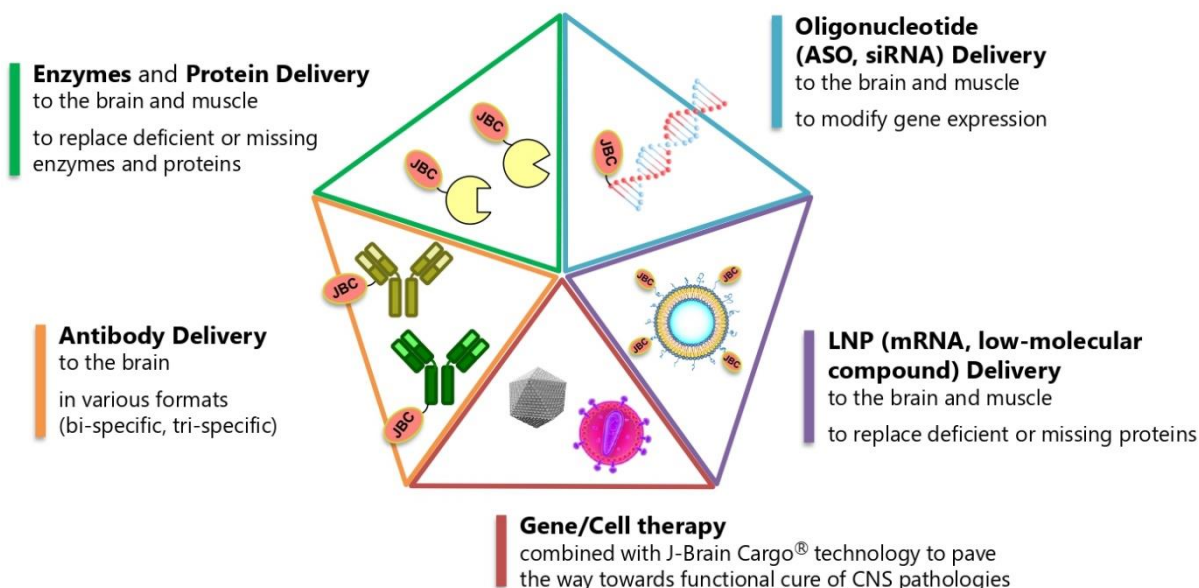 Enzymes and Protein Delivery
to the brain and muscle
to replace deficient or missing
enzymes and proteins
Oligonucleotide
(ASO, siRNA) Delivery
to the brain and muscle
to modify gene expression
JBC
JBC
JBC
Antibody Delivery
to the brain
in various formats
(bi-specific, tri-specific)
JBC
JBC
JBC
JBC
JBC
JBC
LNP (mRNA, low-molecular
compound) Delivery
to the brain and muscle
to replace deficient or missing proteins
Gene/Cell therapy
combined with J-Brain Cargo® technology to pave
the way towards functional cure of CNS pathologies